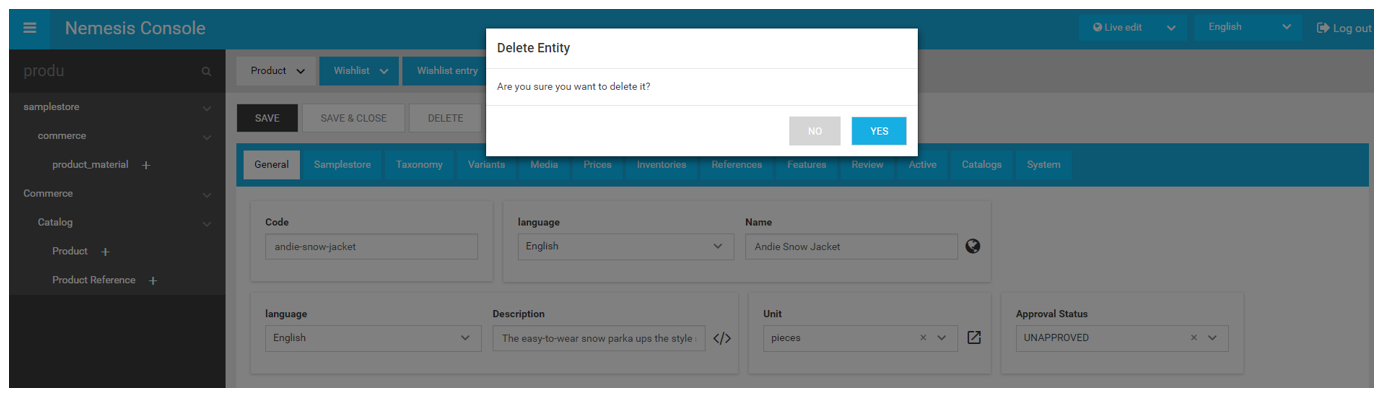 Nemesis Console
Live edit
English
Log out
Delete Entity
Are you sure you want to delete it?
NO
YES
produ
samplestore
commerce
product_material +
Commerce
Catalog
Product +
Product Reference +
Product
Wishlist
Wishlist entry
SAVE
SAVE & CLOSE
DELETE
General
Samplestore
Taxonomy
Variants
Media
Prices
Inventories
References
Features
Review
Active
Catalogs
System
Code
andie-snow-jacket
language
English
Name
Andie Snow Jacket
language
English
Description
The easy-to-wear snow parka ups the style
</>
Unit
pieces ×
Approval Status
UNAPPROVED ×